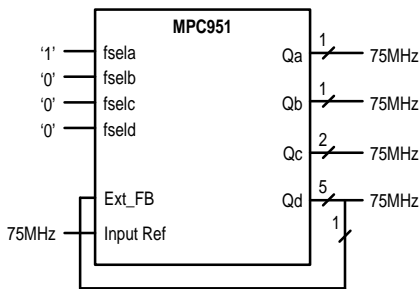 MPC951
'1' fsela Qa 1 75MHz
'0' fselb Qb 1 75MHz
'0' fselc Qc 2 75MHz
'0' fseld Qd 5 75MHz
Ext_FB 1
75MHz Input Ref